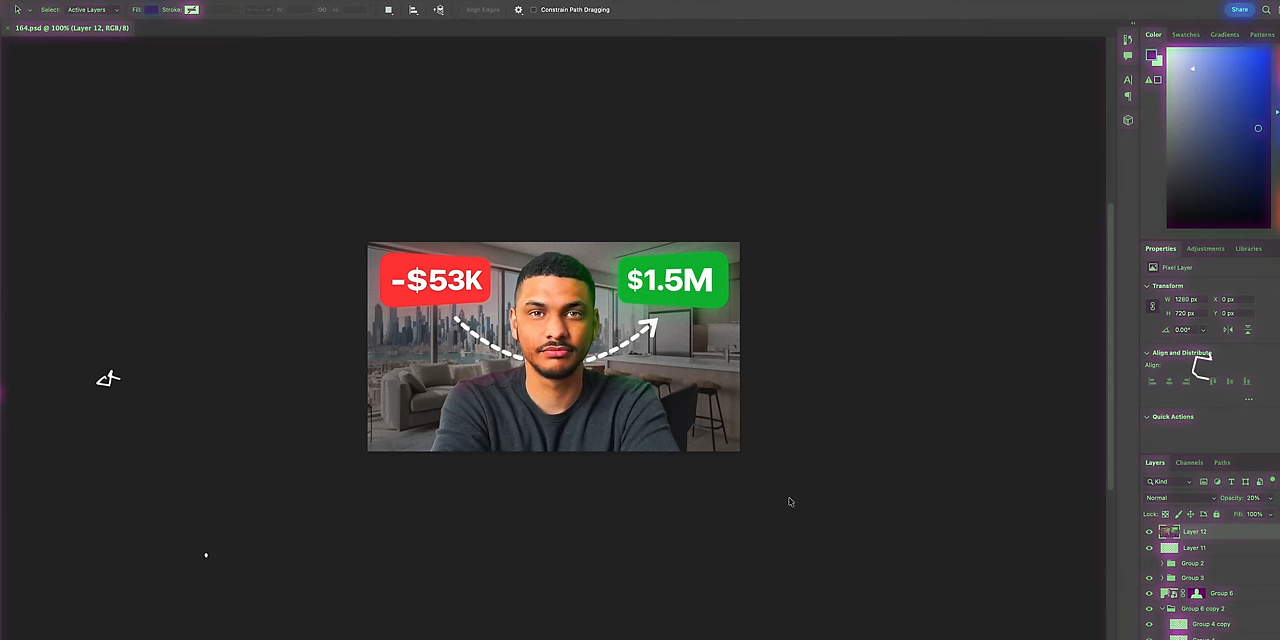 Select: Active Layers Fill: Stroke: W: H: Align Edges Constrain Path Dragging Share
× 164.psd @ 100% (Layer 12, RGB/8)
Color Swatches Gradients Patterns
-$53K
$1.5M
Properties Adjustments Libraries
Pixel Layer
Transform
W 1280 px X 0 px
H 720 px Y 0 px
0.00°
Align and Distribute
Align:
Quick Actions
Layers Channels Paths
Kind
Normal Opacity: 20%
Lock: Fill: 100%
Layer 12
Layer 11
Group 2
Group 3
Group 6
Group 6 copy 2
Group 4 copy